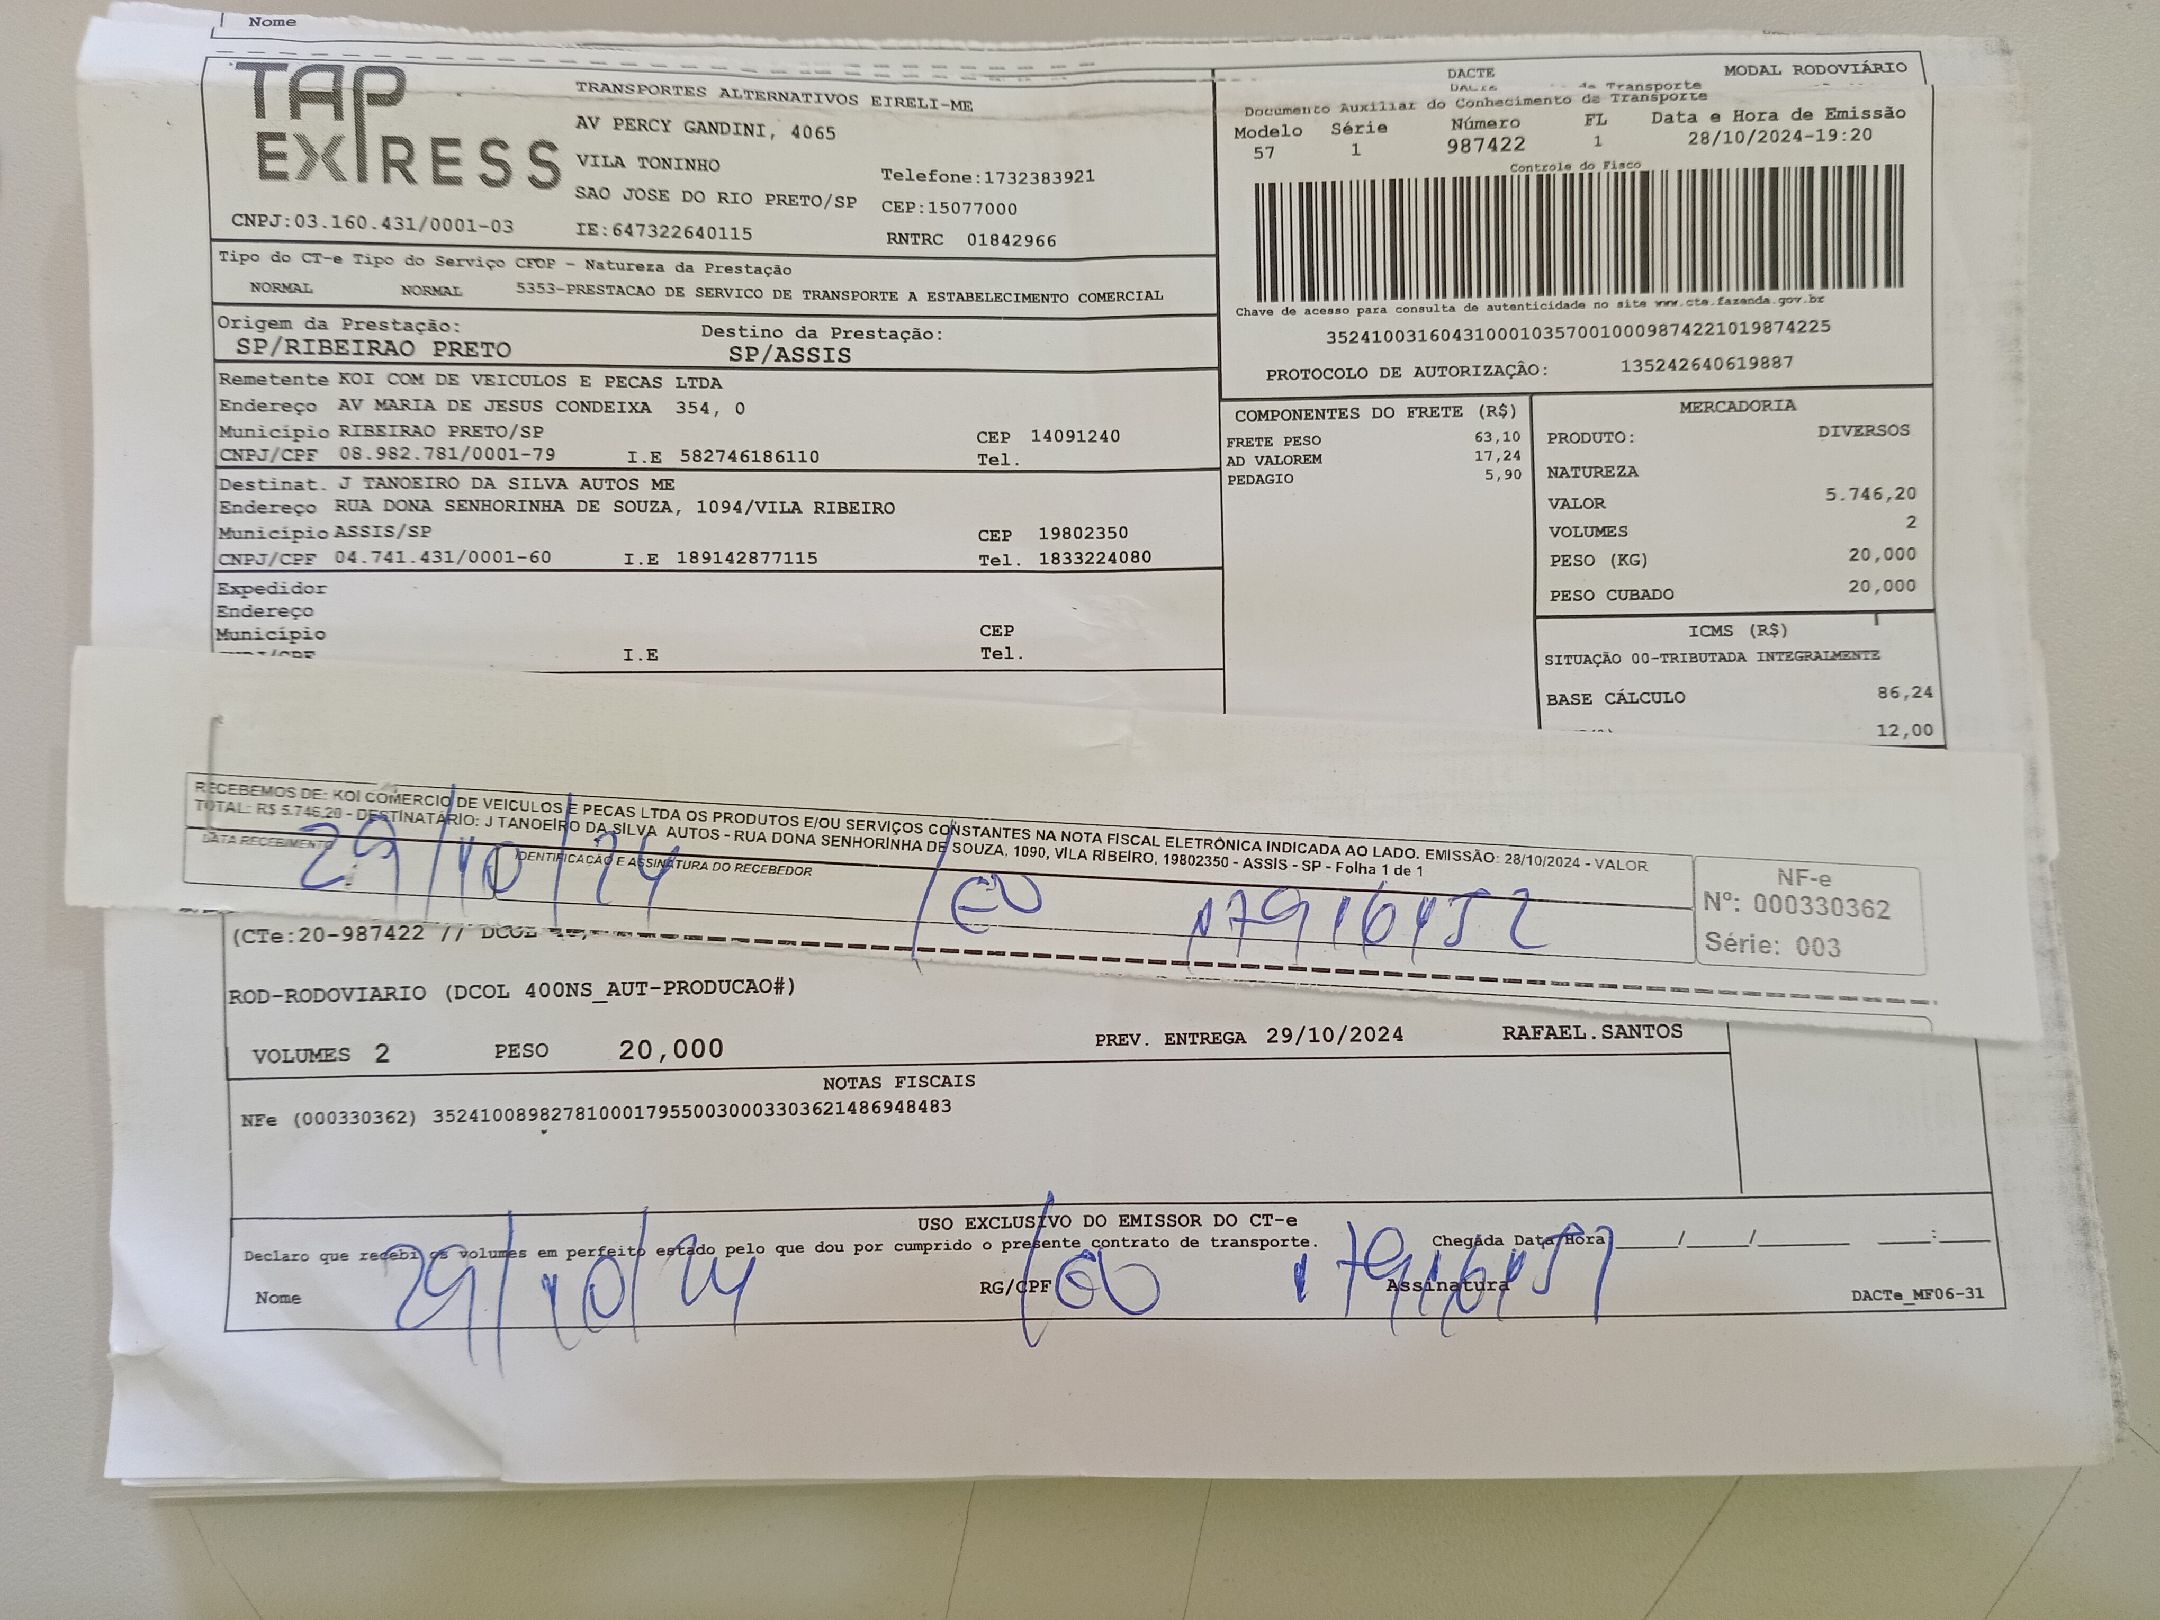 Nome
TAP EXPRESS
TRANSPORTES ALTERNATIVOS EIRELI-ME
AV PERCY GANDINI, 4065
VILA TONINHO
Telefone:1732383921
SAO JOSE DO RIO PRETO/SP CEP:15077000
CNPJ:03.160.431/0001-03 IE:647322640115 RNTRC 01842966
Tipo do CT-e Tipo do Serviço CFOP - Natureza da Prestação
NORMAL NORMAL 5353-PRESTACAO DE SERVICO DE TRANSPORTE A ESTABELECIMENTO COMERCIAL
Origem da Prestação: Destino da Prestação:
SP/RIBEIRAO PRETO SP/ASSIS
Remetente KOI COM DE VEICULOS E PECAS LTDA
Endereço AV MARIA DE JESUS CONDEIXA 354, 0
Município RIBEIRAO PRETO/SP CEP 14091240
CNPJ/CPF 08.982.781/0001-79 I.E 582746186110 Tel.
Destinat. J TANOEIRO DA SILVA AUTOS ME
Endereço RUA DONA SENHORINHA DE SOUZA, 1094/VILA RIBEIRO
Município ASSIS/SP CEP 19802350
CNPJ/CPF 04.741.431/0001-60 I.E 189142877115 Tel. 1833224080
Expedidor
Endereço
Município CEP
I.E Tel.
DACTE MODAL RODOVIÁRIO
de Transporte
Documento Auxiliar do Conhecimento de Transporte
Modelo Série Número FL Data e Hora de Emissão
57 1 987422 1 28/10/2024-19:20
Controle do Fisco
Chave de acesso para consulta de autenticidade no site www.cte.fazenda.gov.br
35241003160431000103570010009874221019874225
PROTOCOLO DE AUTORIZAÇÃO: 135242640619887
COMPONENTES DO FRETE (R$)
FRETE PESO 63,10
AD VALOREM 17,24
PEDAGIO 5,90
MERCADORIA
PRODUTO: DIVERSOS
NATUREZA
VALOR 5.746,20
VOLUMES 2
PESO (KG) 20,000
PESO CUBADO 20,000
ICMS (R$)
SITUAÇÃO 00-TRIBUTADA INTEGRALMENTE
BASE CÁLCULO 86,24
12,00
RECEBEMOS DE: KOI COMERCIO DE VEICULOS E PECAS LTDA OS PRODUTOS E/OU SERVIÇOS CONSTANTES NA NOTA FISCAL ELETRÔNICA INDICADA AO LADO. EMISSÃO: 28/10/2024 - VALOR
TOTAL: R$ 5.746,20 - DESTINATÁRIO: J TANOEIRO DA SILVA AUTOS - RUA DONA SENHORINHA DE SOUZA, 1090, VILA RIBEIRO, 19802350 - ASSIS - SP - Folha 1 de 1
DATA RECEBIMENTO IDENTIFICAÇÃO E ASSINATURA DO RECEBEDOR
29/10/24
NF-e
Nº: 000330362
Série: 003
(CTe:20-987422 // DCOL
ROD-RODOVIARIO (DCOL 400NS_AUT-PRODUCAO#)
VOLUMES 2 PESO 20,000 PREV. ENTREGA 29/10/2024 RAFAEL.SANTOS
NOTAS FISCAIS
NFe (000330362) 35241008982781000179550030003303621486948483
USO EXCLUSIVO DO EMISSOR DO CT-e
Declaro que recebi os volumes em perfeito estado pelo que dou por cumprido o presente contrato de transporte. Chegada Data Hora ____/____/______ ___:____
Nome 29/10/24 RG/CPF Assinatura
DACTe_MF06-31